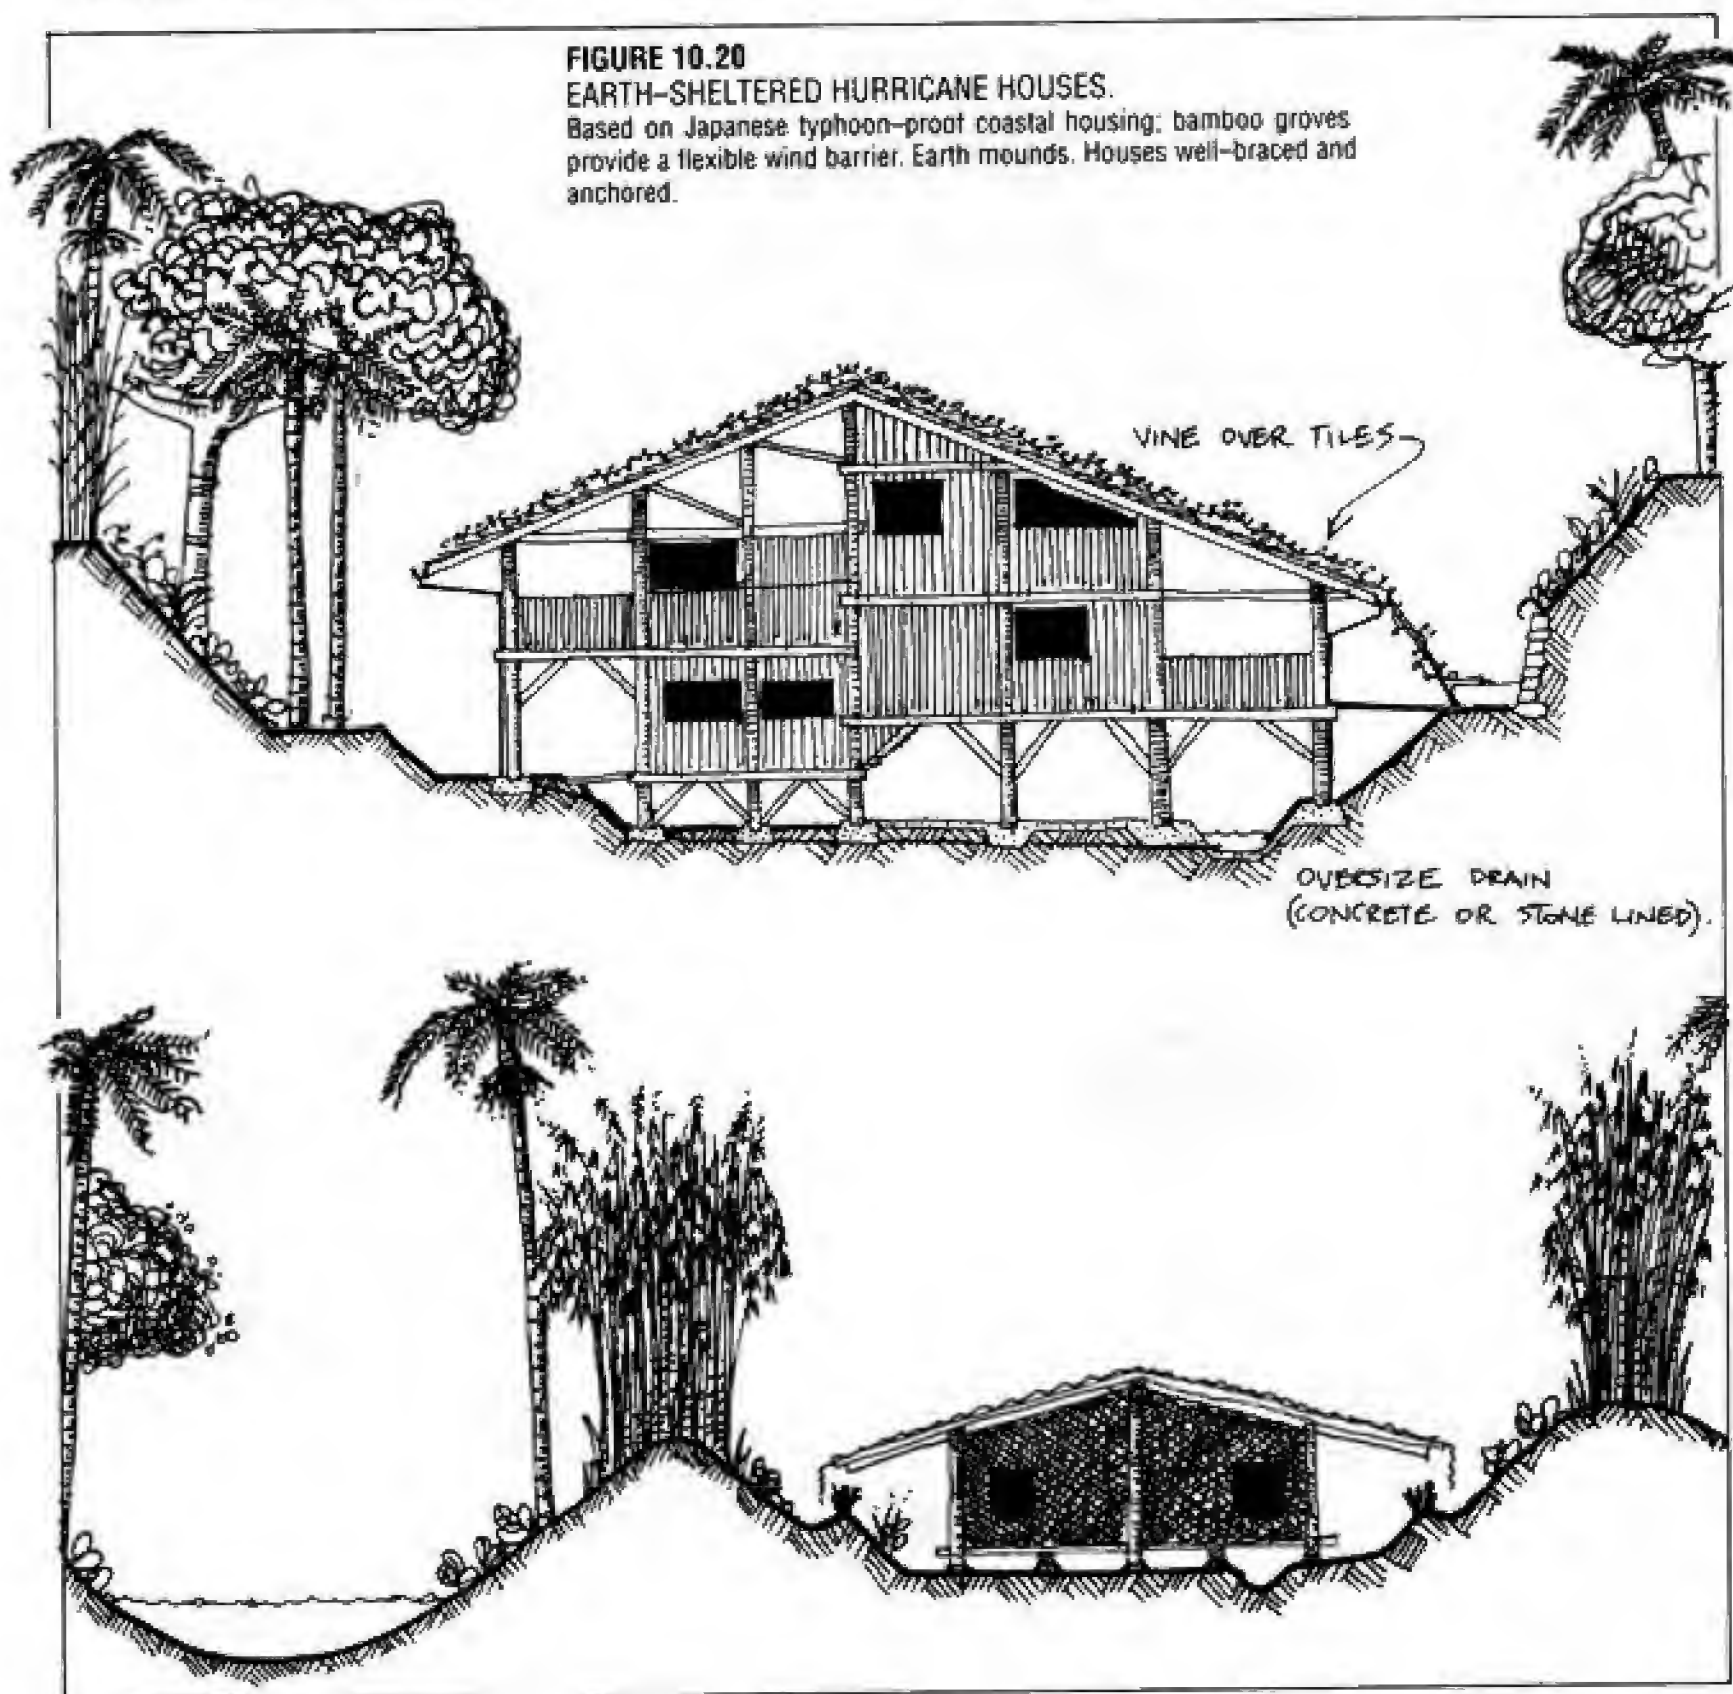 FIGURE 10.20
EARTH-SHELTERED HURRICANE HOUSES.
Based on Japanese typhoon-proof coastal housing; bamboo groves
provide a flexible wind barrier. Earth mounds. Houses well-braced and
anchored.
VINE OVER TILES
OVERSIZE DRAIN
(CONCRETE OR STONE LINED).